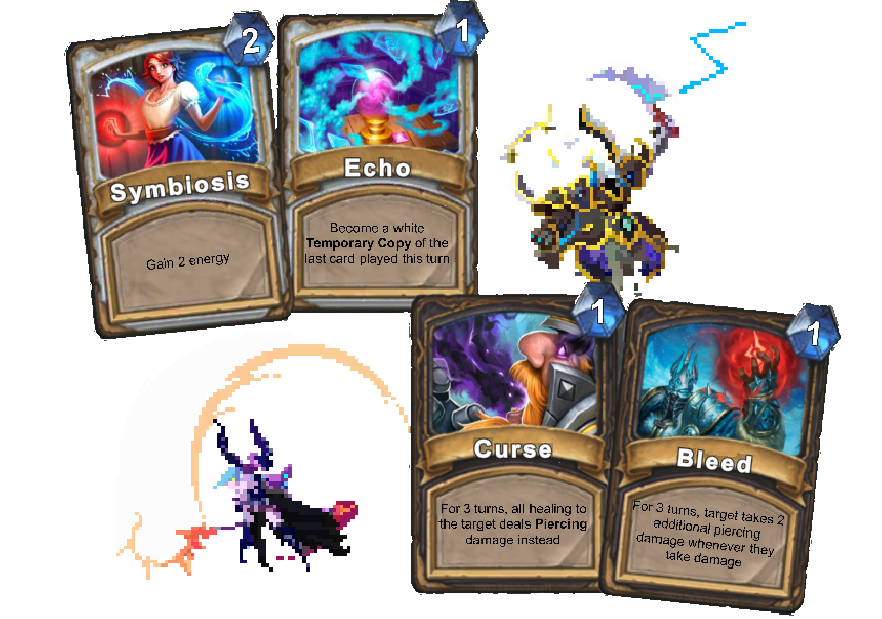 2
Symbiosis
Gain 2 energy
1
Echo
Become a white
Temporary Copy of the
last card played this turn
1
Curse
For 3 turns, all healing to
the target deals Piercing
damage instead
1
Bleed
For 3 turns, target takes 2
additional piercing
damage whenever they
take damage